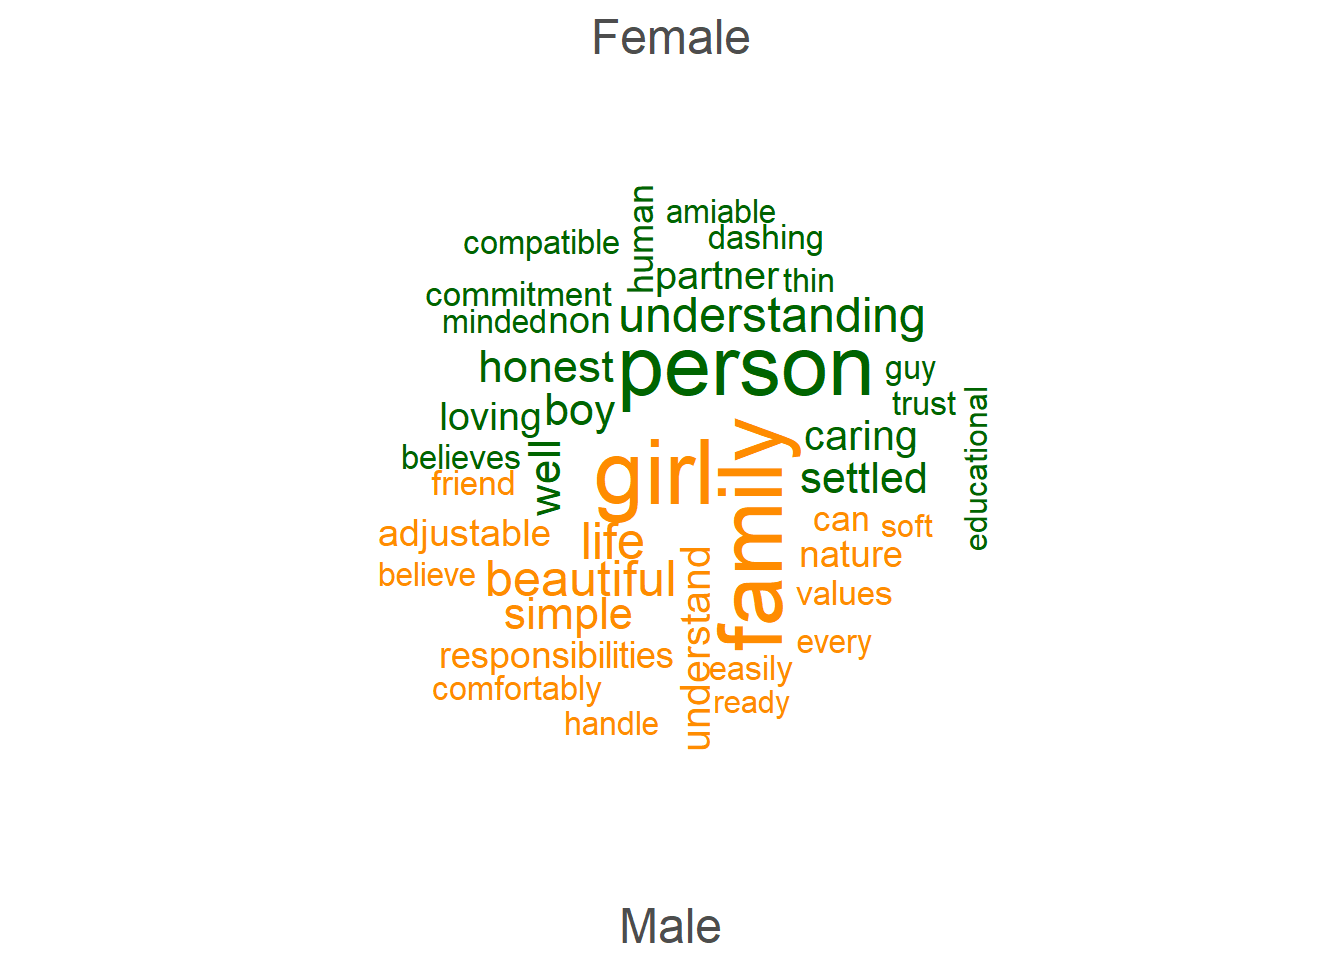 Female
human
amiable
dashing
compatible
partner
thin
commitment
understanding
minded
non
person
honest
guy
trust
loving
boy
educational
caring
believes
well
settled
girl
family
friend
adjustable
life
can
soft
nature
believe
beautiful
understand
values
simple
every
responsibilities
easily
comfortably
ready
handle
Male